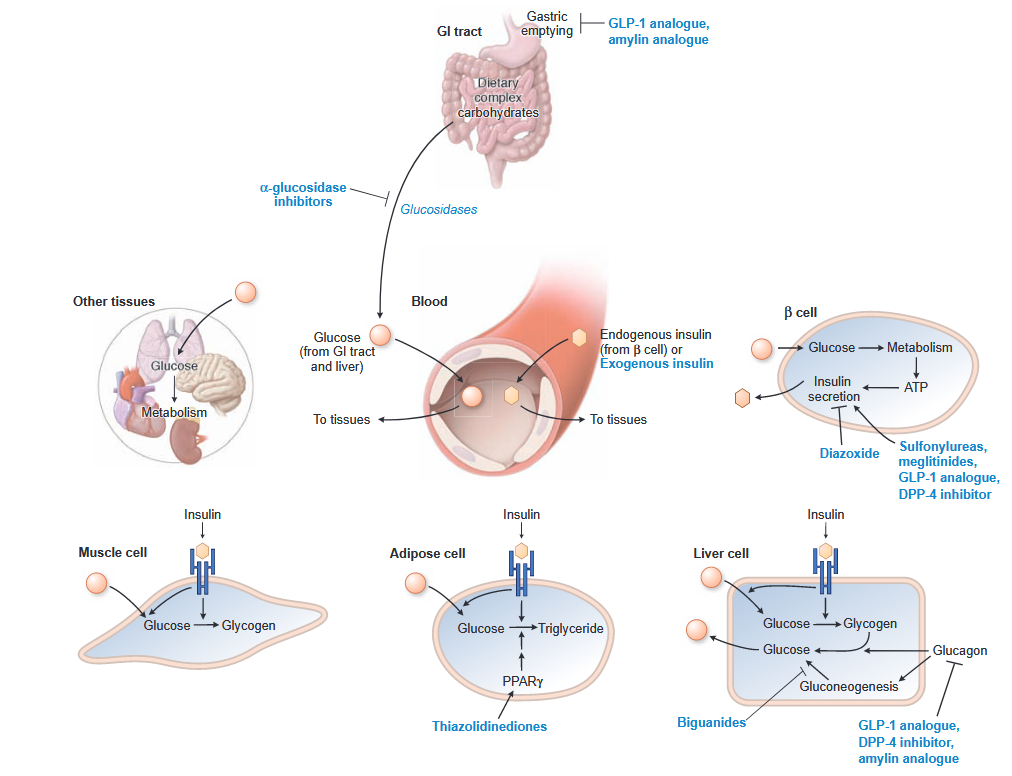 Gastric
emptying
GI tract
GLP-1 analogue,
amylin analogue
Dietary
complex
carbohydrates
α-glucosidase
inhibitors
Glucosidases
Other tissues
Glucose
Metabolism
Blood
Glucose
(from GI tract
and liver)
Endogenous insulin
(from β cell) or
Exogenous insulin
To tissues
To tissues
β cell
Glucose
Metabolism
Insulin
secretion
ATP
Diazoxide
Sulfonylureas,
meglitinides,
GLP-1 analogue,
DPP-4 inhibitor
Insulin
Muscle cell
Glucose
Glycogen
Insulin
Adipose cell
Glucose
Triglyceride
PPARγ
Thiazolidinediones
Insulin
Liver cell
Glucose
Glycogen
Glucose
Glucagon
Gluconeogenesis
Biguanides
GLP-1 analogue,
DPP-4 inhibitor,
amylin analogue